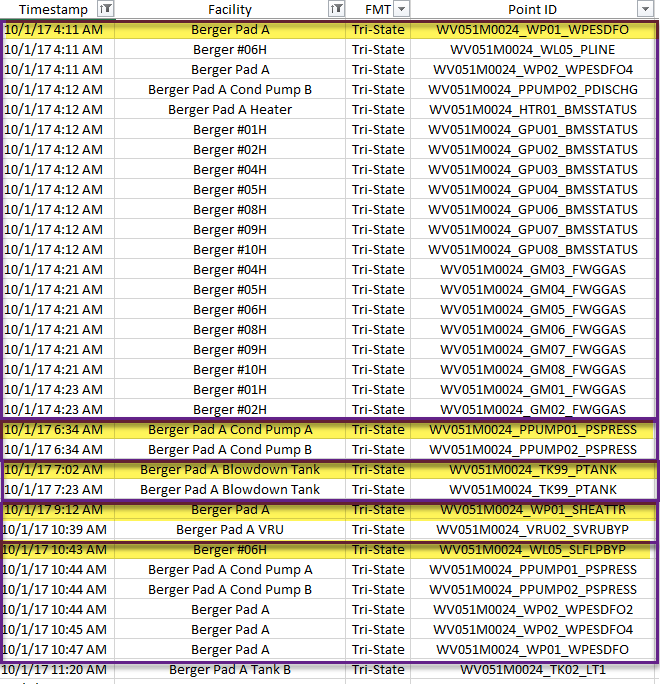 Timestamp Facility FMT Point ID
10/1/17 4:11 AM Berger Pad A Tri-State WV051M0024_WP01_WPESDFO
10/1/17 4:11 AM Berger #06H Tri-State WV051M0024_WL05_PLINE
10/1/17 4:11 AM Berger Pad A Tri-State WV051M0024_WP02_WPESDFO4
10/1/17 4:12 AM Berger Pad A Cond Pump B Tri-State WV051M0024_PPUMP02_PDISCHG
10/1/17 4:12 AM Berger Pad A Heater Tri-State WV051M0024_HTR01_BMSSTATUS
10/1/17 4:12 AM Berger #01H Tri-State WV051M0024_GPU01_BMSSTATUS
10/1/17 4:12 AM Berger #02H Tri-State WV051M0024_GPU02_BMSSTATUS
10/1/17 4:12 AM Berger #04H Tri-State WV051M0024_GPU03_BMSSTATUS
10/1/17 4:12 AM Berger #05H Tri-State WV051M0024_GPU04_BMSSTATUS
10/1/17 4:12 AM Berger #08H Tri-State WV051M0024_GPU06_BMSSTATUS
10/1/17 4:12 AM Berger #09H Tri-State WV051M0024_GPU07_BMSSTATUS
10/1/17 4:12 AM Berger #10H Tri-State WV051M0024_GPU08_BMSSTATUS
10/1/17 4:21 AM Berger #04H Tri-State WV051M0024_GM03_FWGGAS
10/1/17 4:21 AM Berger #05H Tri-State WV051M0024_GM04_FWGGAS
10/1/17 4:21 AM Berger #06H Tri-State WV051M0024_GM05_FWGGAS
10/1/17 4:21 AM Berger #08H Tri-State WV051M0024_GM06_FWGGAS
10/1/17 4:21 AM Berger #09H Tri-State WV051M0024_GM07_FWGGAS
10/1/17 4:21 AM Berger #10H Tri-State WV051M0024_GM08_FWGGAS
10/1/17 4:23 AM Berger #01H Tri-State WV051M0024_GM01_FWGGAS
10/1/17 4:23 AM Berger #02H Tri-State WV051M0024_GM02_FWGGAS
10/1/17 6:34 AM Berger Pad A Cond Pump A Tri-State WV051M0024_PPUMP01_PSPRESS
10/1/17 6:34 AM Berger Pad A Cond Pump B Tri-State WV051M0024_PPUMP02_PSPRESS
10/1/17 7:02 AM Berger Pad A Blowdown Tank Tri-State WV051M0024_TK99_PTANK
10/1/17 7:23 AM Berger Pad A Blowdown Tank Tri-State WV051M0024_TK99_PTANK
10/1/17 9:12 AM Berger Pad A Tri-State WV051M0024_WP01_SHEATTR
10/1/17 10:39 AM Berger Pad A VRU Tri-State WV051M0024_VRU02_SVRUBYP
10/1/17 10:43 AM Berger #06H Tri-State WV051M0024_WL05_SLFLPBYP
10/1/17 10:44 AM Berger Pad A Cond Pump A Tri-State WV051M0024_PPUMP01_PSPRESS
10/1/17 10:44 AM Berger Pad A Cond Pump B Tri-State WV051M0024_PPUMP02_PSPRESS
10/1/17 10:44 AM Berger Pad A Tri-State WV051M0024_WP02_WPESDFO2
10/1/17 10:45 AM Berger Pad A Tri-State WV051M0024_WP02_WPESDFO4
10/1/17 10:47 AM Berger Pad A Tri-State WV051M0024_WP01_WPESDFO
10/1/17 11:20 AM Berger Pad A Tank B Tri-State WV051M0024_TK02_LT1